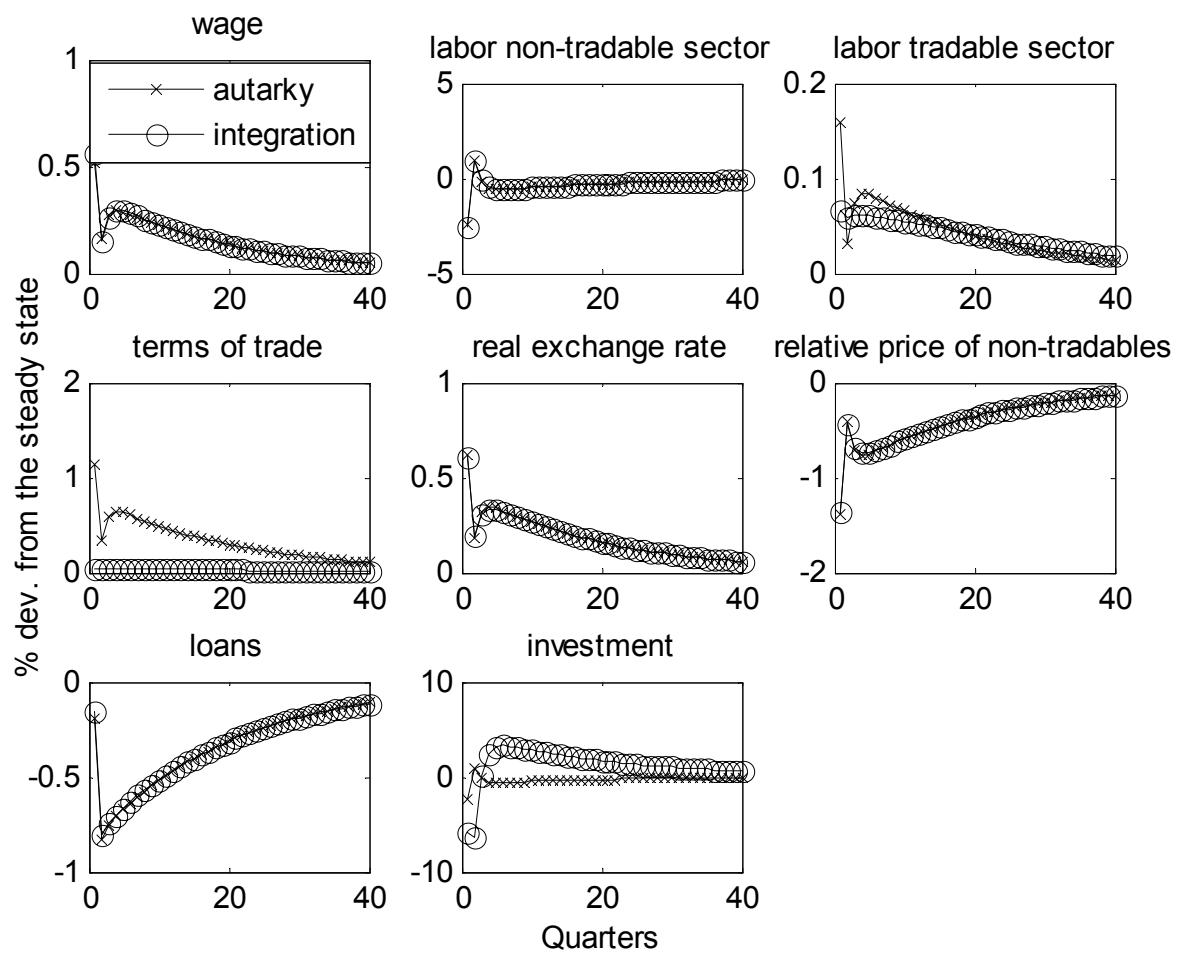 wage
labor non-tradable sector
labor tradable sector
1
0.5
0
0 20 40
autarky
integration
5
0
-5
0 20 40
0.2
0.1
0
0 20 40
% dev. from the steady state
terms of trade
real exchange rate
relative price of non-tradables
2
1
0
0 20 40
1
0.5
0
0 20 40
0
-1
-2
0 20 40
loans
investment
0
-0.5
-1
0 20 40
10
0
-10
0 20 40
Quarters